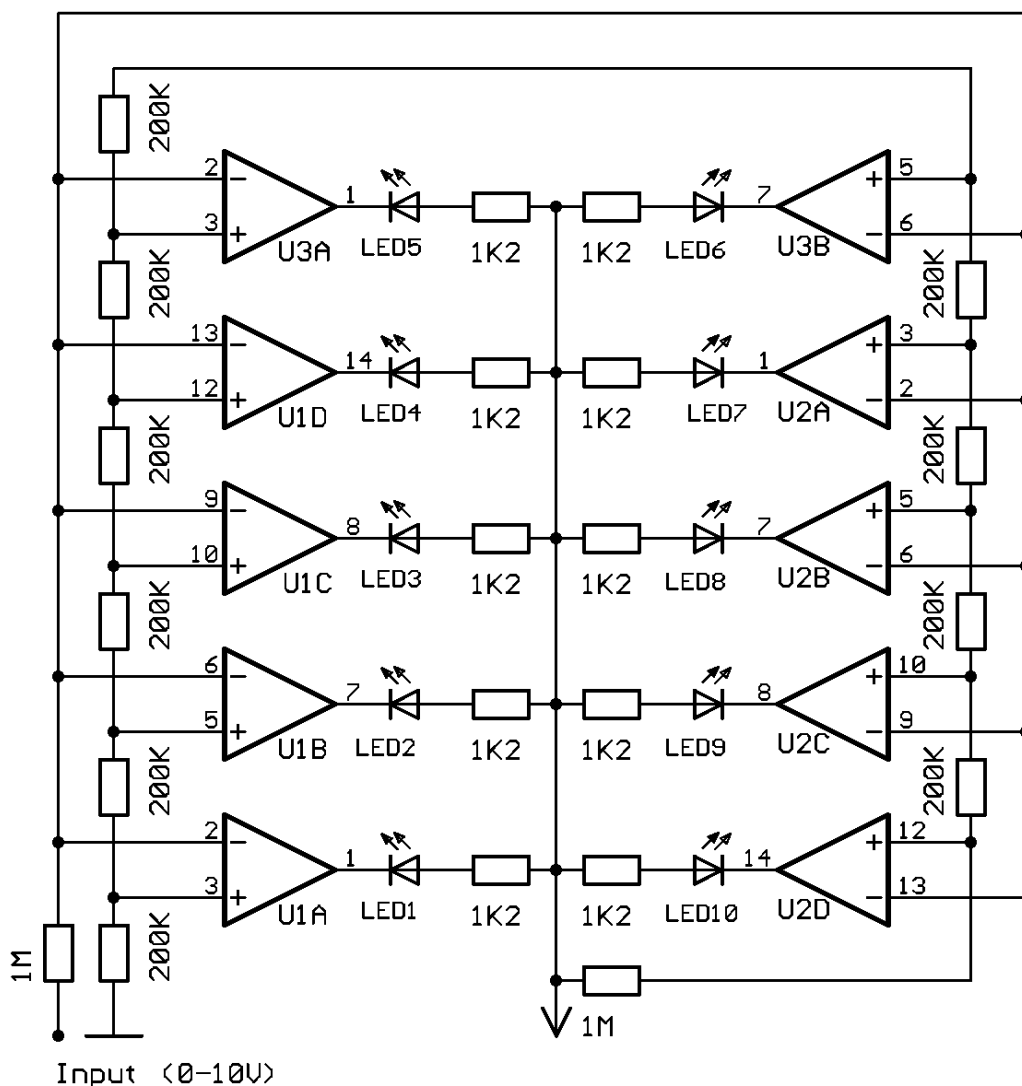 200K
2 - 1 7 + 5
3 + U3A LED5 1K2 1K2 LED6 U3B - 6
200K 200K
13 - 14 1 + 3
12 + U1D LED4 1K2 1K2 LED7 U2A - 2
200K 200K
9 - 8 7 + 5
10 + U1C LED3 1K2 1K2 LED8 U2B - 6
200K 200K
6 - 7 8 + 10
5 + U1B LED2 1K2 1K2 LED9 U2C - 9
200K 200K
2 - 1 14 + 12
3 + U1A LED1 1K2 1K2 LED10 U2D - 13
1M 200K
1M
Input (0-10V)